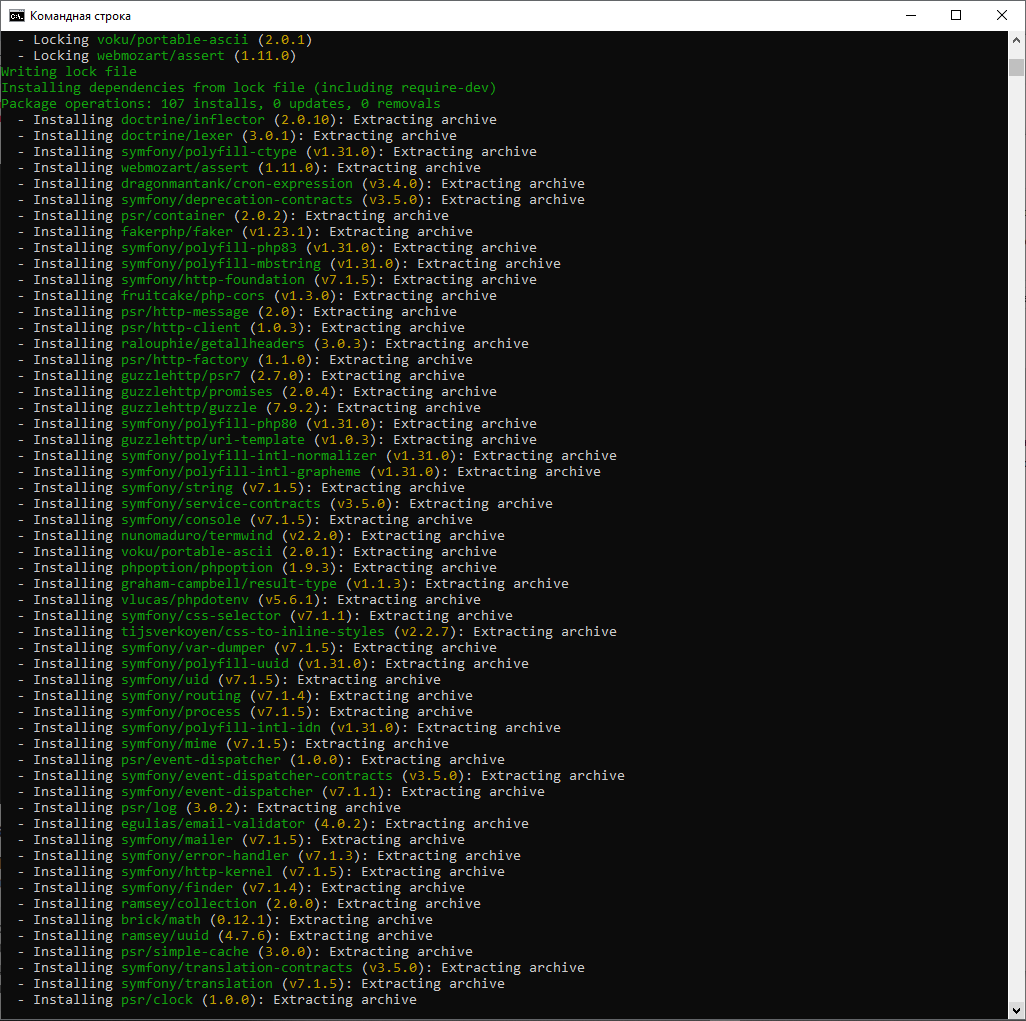 Командная строка
- Locking voku/portable-ascii (2.0.1)
- Locking webmozart/assert (1.11.0)
Writing lock file
Installing dependencies from lock file (including require-dev)
Package operations: 107 installs, 0 updates, 0 removals
- Installing doctrine/inflector (2.0.10): Extracting archive
- Installing doctrine/lexer (3.0.1): Extracting archive
- Installing symfony/polyfill-ctype (v1.31.0): Extracting archive
- Installing webmozart/assert (1.11.0): Extracting archive
- Installing dragonmantank/cron-expression (v3.4.0): Extracting archive
- Installing symfony/deprecation-contracts (v3.5.0): Extracting archive
- Installing psr/container (2.0.2): Extracting archive
- Installing fakerphp/faker (v1.23.1): Extracting archive
- Installing symfony/polyfill-php83 (v1.31.0): Extracting archive
- Installing symfony/polyfill-mbstring (v1.31.0): Extracting archive
- Installing symfony/http-foundation (v7.1.5): Extracting archive
- Installing fruitcake/php-cors (v1.3.0): Extracting archive
- Installing psr/http-message (2.0): Extracting archive
- Installing psr/http-client (1.0.3): Extracting archive
- Installing ralouphie/getallheaders (3.0.3): Extracting archive
- Installing psr/http-factory (1.1.0): Extracting archive
- Installing guzzlehttp/psr7 (2.7.0): Extracting archive
- Installing guzzlehttp/promises (2.0.4): Extracting archive
- Installing guzzlehttp/guzzle (7.9.2): Extracting archive
- Installing symfony/polyfill-php80 (v1.31.0): Extracting archive
- Installing guzzlehttp/uri-template (v1.0.3): Extracting archive
- Installing symfony/polyfill-intl-normalizer (v1.31.0): Extracting archive
- Installing symfony/polyfill-intl-grapheme (v1.31.0): Extracting archive
- Installing symfony/string (v7.1.5): Extracting archive
- Installing symfony/service-contracts (v3.5.0): Extracting archive
- Installing symfony/console (v7.1.5): Extracting archive
- Installing nunomaduro/termwind (v2.2.0): Extracting archive
- Installing voku/portable-ascii (2.0.1): Extracting archive
- Installing phpoption/phpoption (1.9.3): Extracting archive
- Installing graham-campbell/result-type (v1.1.3): Extracting archive
- Installing vlucas/phpdotenv (v5.6.1): Extracting archive
- Installing symfony/css-selector (v7.1.1): Extracting archive
- Installing tijsverkoyen/css-to-inline-styles (v2.2.7): Extracting archive
- Installing symfony/var-dumper (v7.1.5): Extracting archive
- Installing symfony/polyfill-uuid (v1.31.0): Extracting archive
- Installing symfony/uid (v7.1.5): Extracting archive
- Installing symfony/routing (v7.1.4): Extracting archive
- Installing symfony/process (v7.1.5): Extracting archive
- Installing symfony/polyfill-intl-idn (v1.31.0): Extracting archive
- Installing symfony/mime (v7.1.5): Extracting archive
- Installing psr/event-dispatcher (1.0.0): Extracting archive
- Installing symfony/event-dispatcher-contracts (v3.5.0): Extracting archive
- Installing symfony/event-dispatcher (v7.1.1): Extracting archive
- Installing psr/log (3.0.2): Extracting archive
- Installing egulias/email-validator (4.0.2): Extracting archive
- Installing symfony/mailer (v7.1.5): Extracting archive
- Installing symfony/error-handler (v7.1.3): Extracting archive
- Installing symfony/http-kernel (v7.1.5): Extracting archive
- Installing symfony/finder (v7.1.4): Extracting archive
- Installing ramsey/collection (2.0.0): Extracting archive
- Installing brick/math (0.12.1): Extracting archive
- Installing ramsey/uuid (4.7.6): Extracting archive
- Installing psr/simple-cache (3.0.0): Extracting archive
- Installing symfony/translation-contracts (v3.5.0): Extracting archive
- Installing symfony/translation (v7.1.5): Extracting archive
- Installing psr/clock (1.0.0): Extracting archive